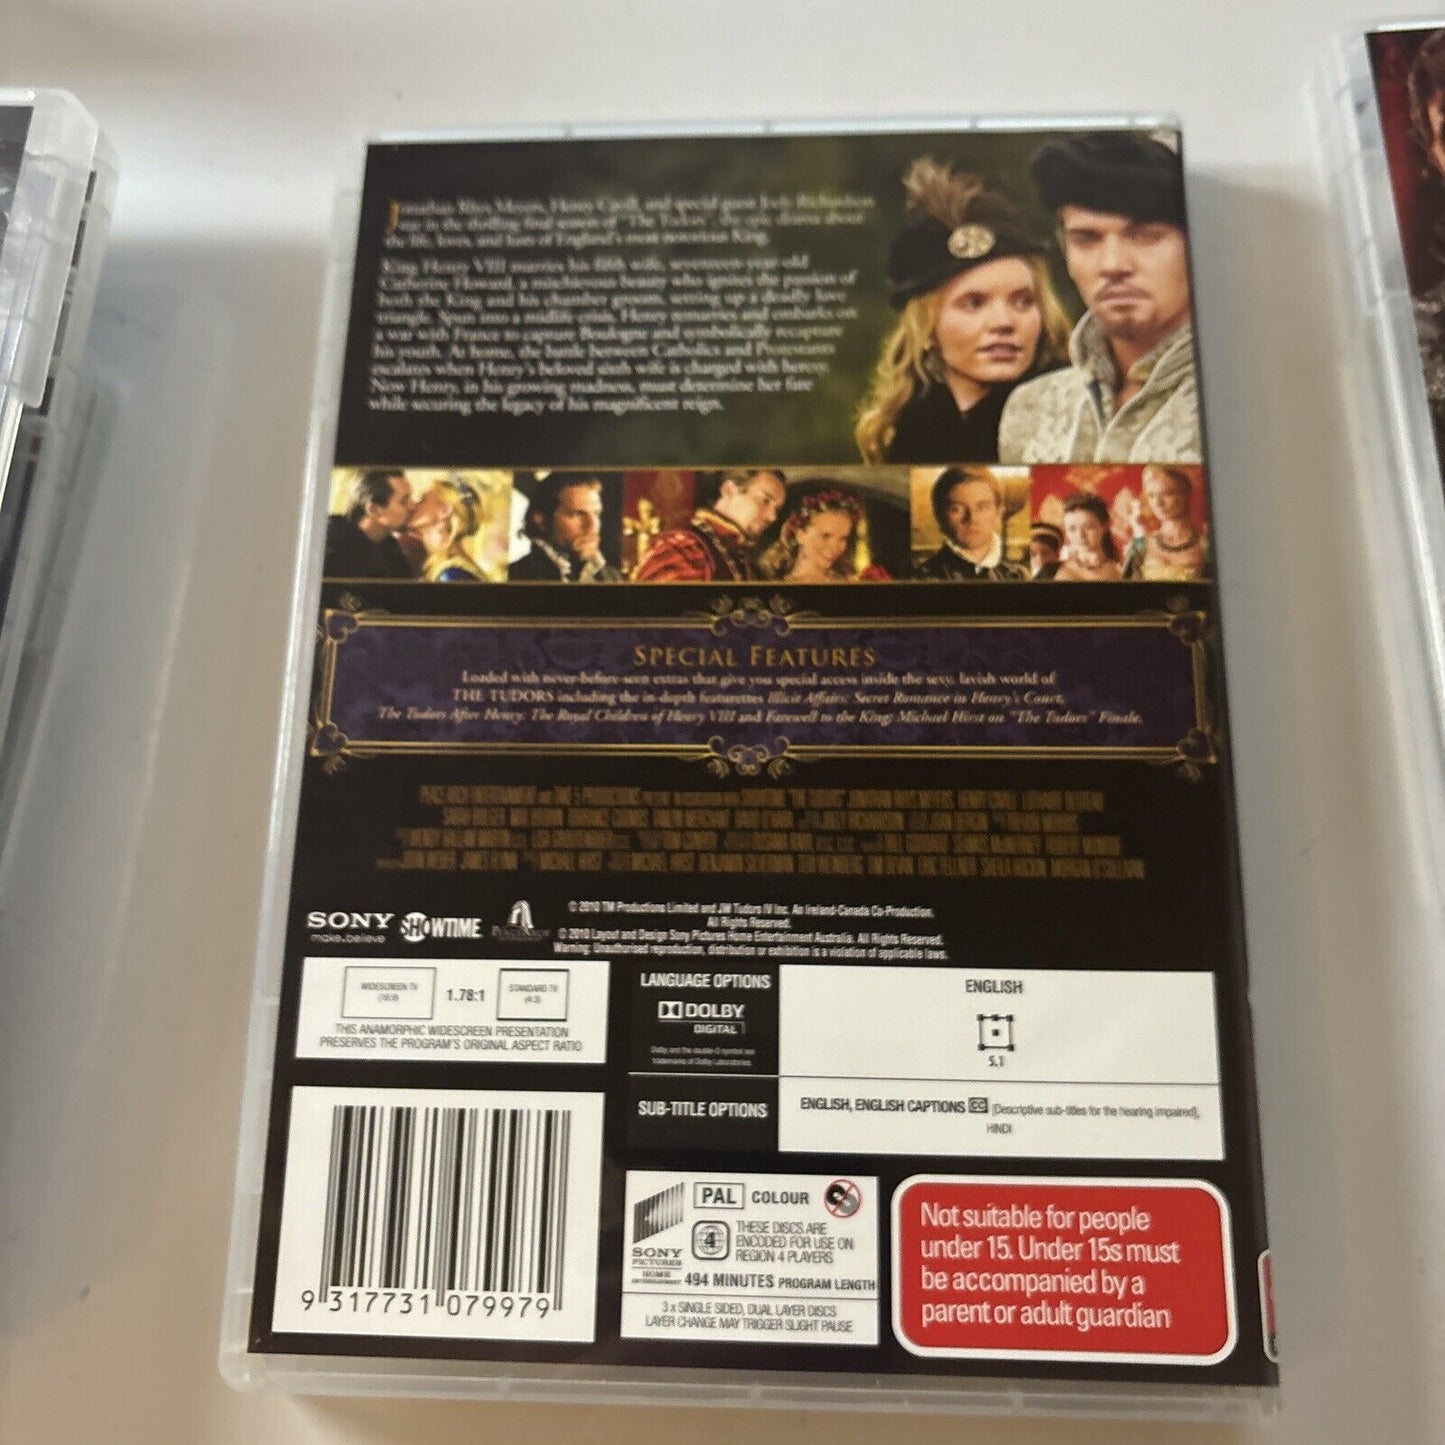 Jonathan Rhys Meyers, Henry Cavill, and special guest Joely Richardson
star in the thrilling final season of "The Tudors", the epic drama about
the life, loves, and lusts of England's most notorious King.
King Henry VIII marries his fifth wife, seventeen-year-old
Catherine Howard, a mischievous beauty who ignites the passion of
both the King and his chamber groom, setting up a deadly love
triangle. Spun into a midlife crisis, Henry remarries and embarks on
a war with France to capture Boulogne and symbolically recapture
his youth. At home, the battle between Catholics and Protestants
escalates when Henry's beloved sixth wife is charged with heresy.
Now Henry, in his growing madness, must determine her fate
while securing the legacy of his magnificent reign.
SPECIAL FEATURES
Loaded with never-before-seen extras that give you special access inside the sexy, lavish world of
THE TUDORS including the in-depth featurettes Illicit Affairs: Secret Romance in Henry's Court,
The Tudors After Henry: The Royal Children of Henry VIII and Farewell to the King: Michael Hirst on "The Tudors" Finale.
© 2010 TM Productions Limited and JM Tudors IV Inc. An Ireland-Canada Co-Production.
All Rights Reserved.
© 2010 Layout and Design Sony Pictures Home Entertainment Australia. All Rights Reserved.
Warning: Unauthorised reproduction, distribution or exhibition is a violation of applicable laws.
SONY
make.believe
SHOWTIME
WIDESCREEN TV
(16:9)
1.78:1
STANDARD TV
(4:3)
THIS ANAMORPHIC WIDESCREEN PRESENTATION
PRESERVES THE PROGRAM'S ORIGINAL ASPECT RATIO
LANGUAGE OPTIONS
DOLBY
DIGITAL
Dolby and the double-D symbol are
trademarks of Dolby Laboratories.
ENGLISH
5.1
SUB-TITLE OPTIONS
ENGLISH, ENGLISH CAPTIONS CC (Descriptive sub-titles for the hearing impaired),
HINDI
9 317731 079979
SONY
PICTURES
HOME
ENTERTAINMENT
PAL COLOUR
4
THESE DISCS ARE
ENCODED FOR USE ON
REGION 4 PLAYERS
494 MINUTES PROGRAM LENGTH
3 x SINGLE SIDED, DUAL LAYER DISCS
LAYER CHANGE MAY TRIGGER SLIGHT PAUSE
Not suitable for people
under 15. Under 15s must
be accompanied by a
parent or adult guardian